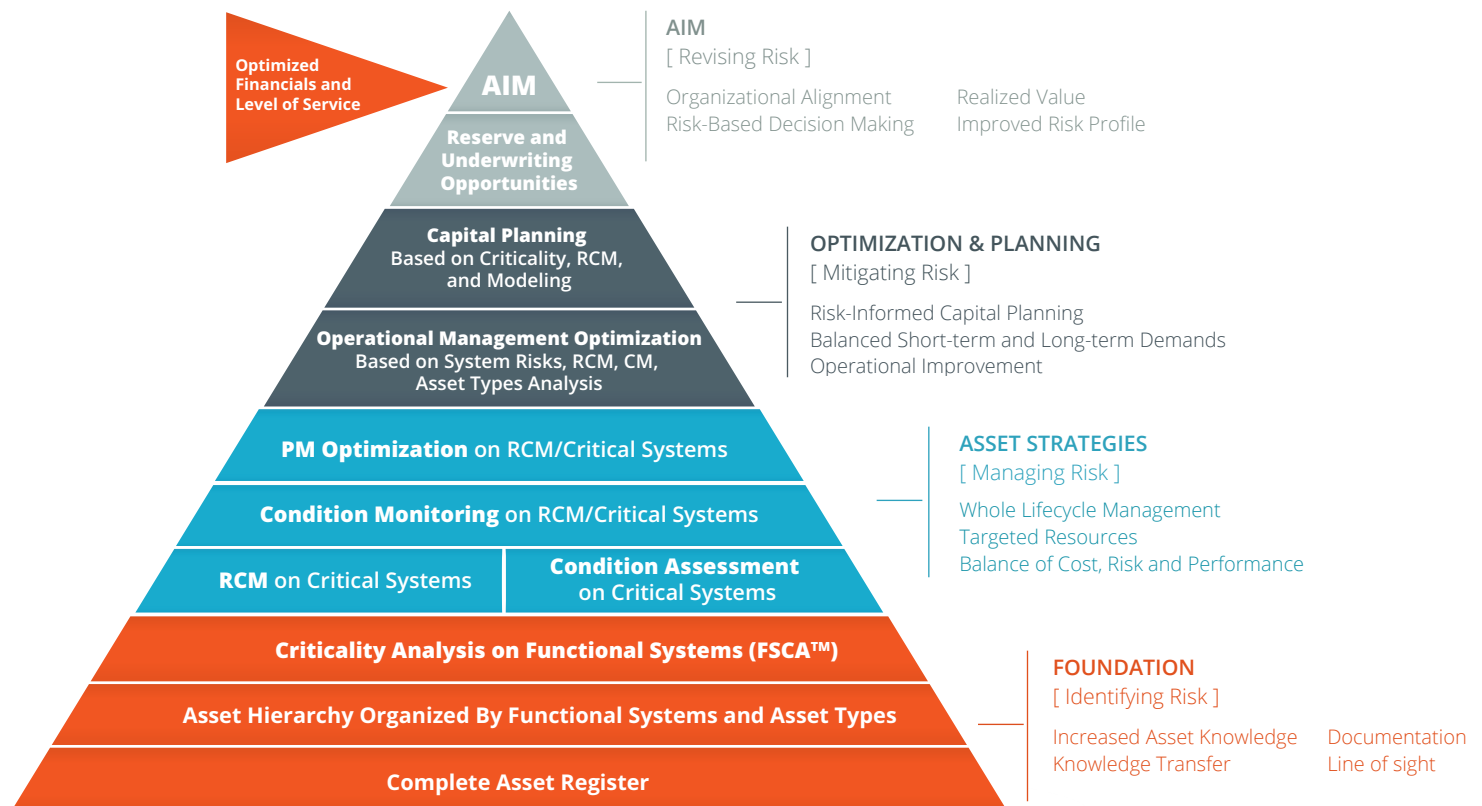 Optimized
Financials and
Level of Service
AIM
Reserve and
Underwriting
Opportunities
Capital Planning
Based on Criticality, RCM,
and Modeling
Operational Management Optimization
Based on System Risks, RCM, CM,
Asset Types Analysis
PM Optimization on RCM/Critical Systems
Condition Monitoring on RCM/Critical Systems
RCM on Critical Systems
Condition Assessment
on Critical Systems
Criticality Analysis on Functional Systems (FSCA™)
Asset Hierarchy Organized By Functional Systems and Asset Types
Complete Asset Register
AIM
[ Revising Risk ]
Organizational Alignment
Risk-Based Decision Making
Realized Value
Improved Risk Profile
OPTIMIZATION & PLANNING
[ Mitigating Risk ]
Risk-Informed Capital Planning
Balanced Short-term and Long-term Demands
Operational Improvement
ASSET STRATEGIES
[ Managing Risk ]
Whole Lifecycle Management
Targeted Resources
Balance of Cost, Risk and Performance
FOUNDATION
[ Identifying Risk ]
Increased Asset Knowledge
Knowledge Transfer
Documentation
Line of sight